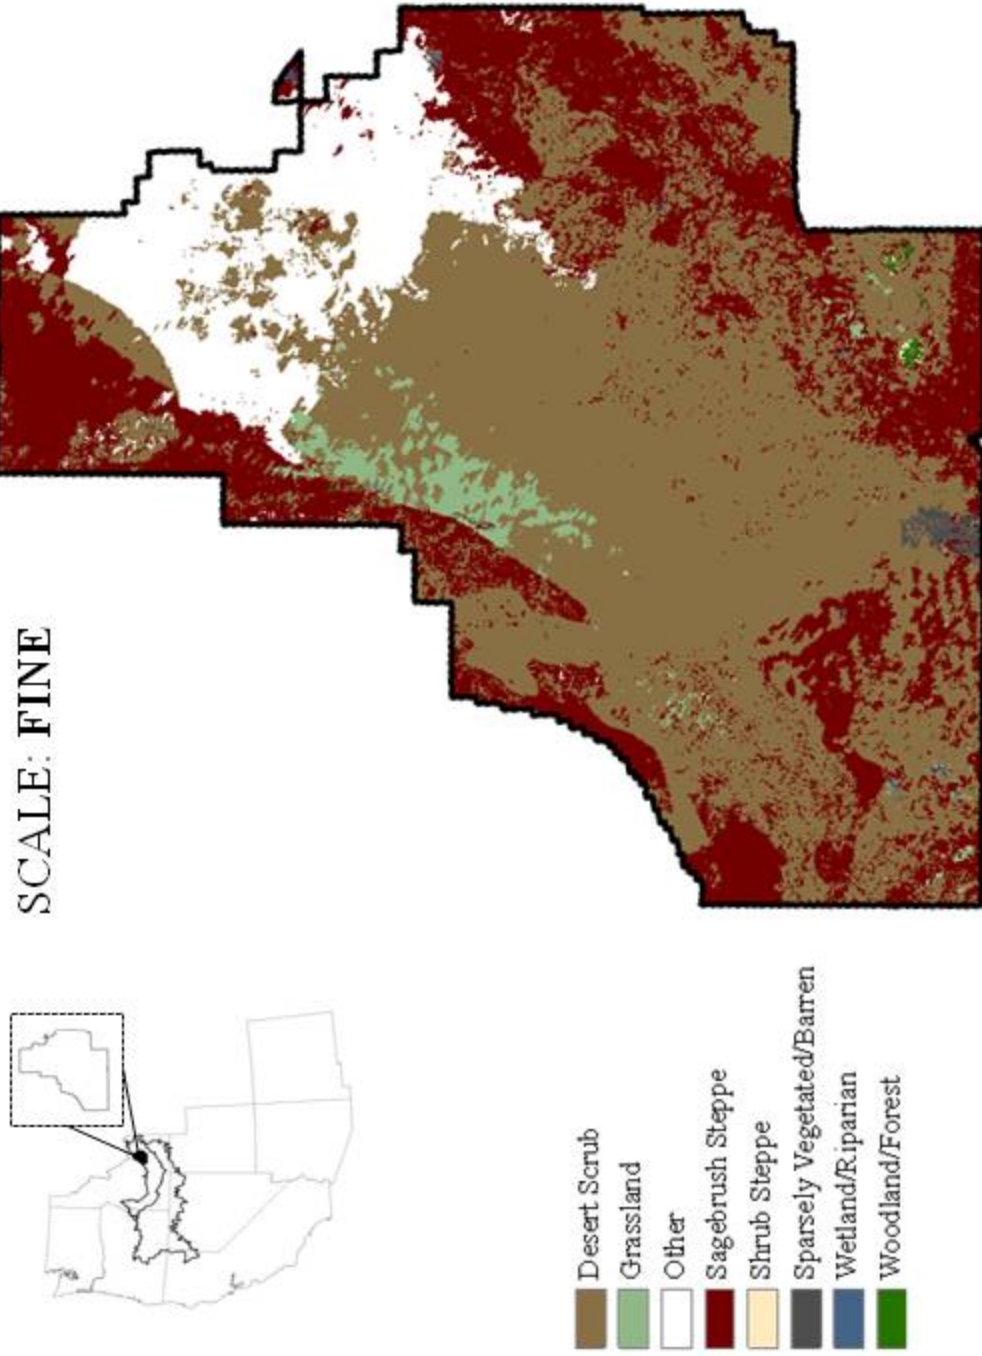 SCALE: FINE
Desert Scrub
Grassland
Other
Sagebrush Steppe
Shrub Steppe
Sparsely Vegetated/Barren
Wetland/Riparian
Woodland/Forest